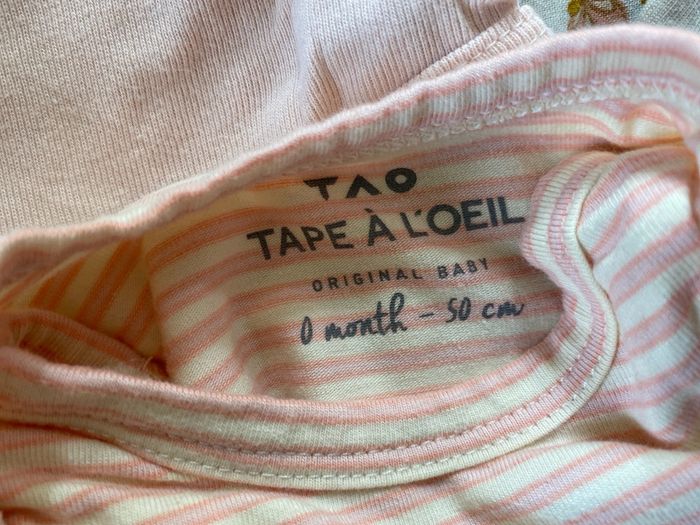 TAO
TAPE À L'OEIL
ORIGINAL BABY
0 month - 50 cm